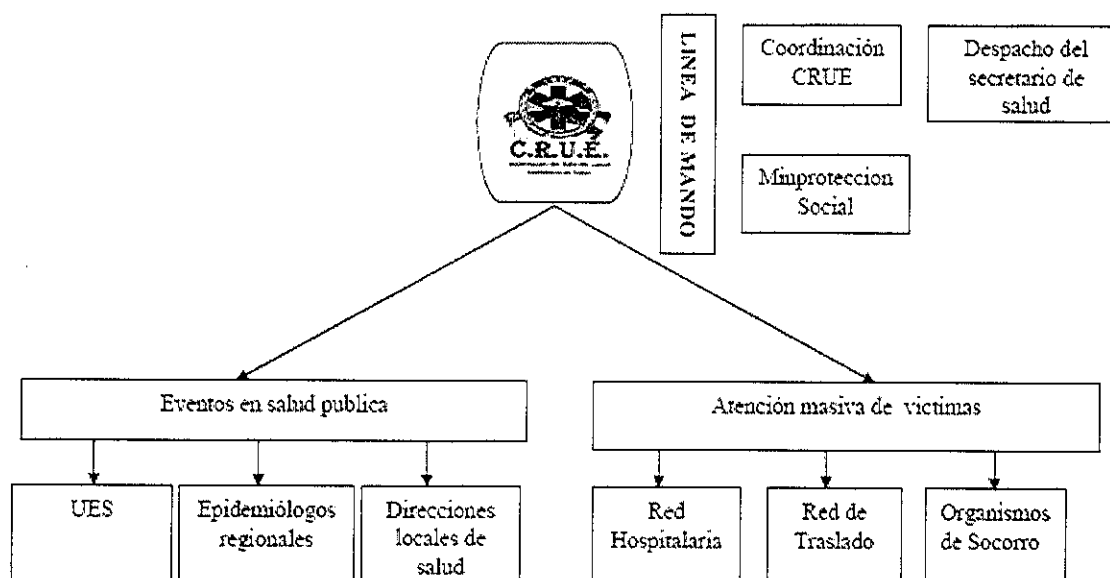 C.R.U.E.
LINEA DE MANDO
Coordinación
CRUE
Despacho del
secretario de
salud
Minproteccion
Social
Eventos en salud publica
Atención masiva de victimas
UES
Epidemiólogos
regionales
Direcciones
locales de
salud
Red
Hospitalaria
Red de
Traslado
Organismos
de Socorro